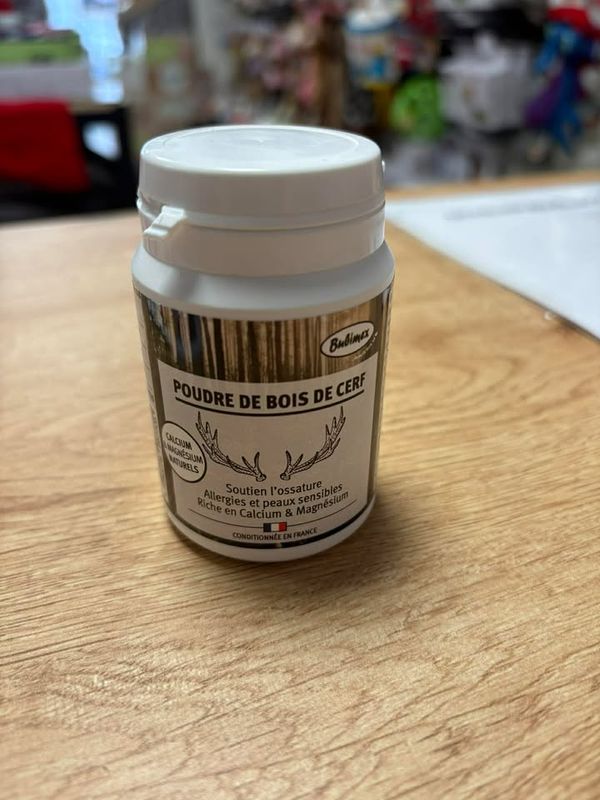 Bubimex
POUDRE DE BOIS DE CERF
CALCIUM
& MAGNÉSIUM
NATURELS
Soutien l'ossature
Allergies et peaux sensibles
Riche en Calcium & Magnésium
CONDITIONNÉE EN FRANCE